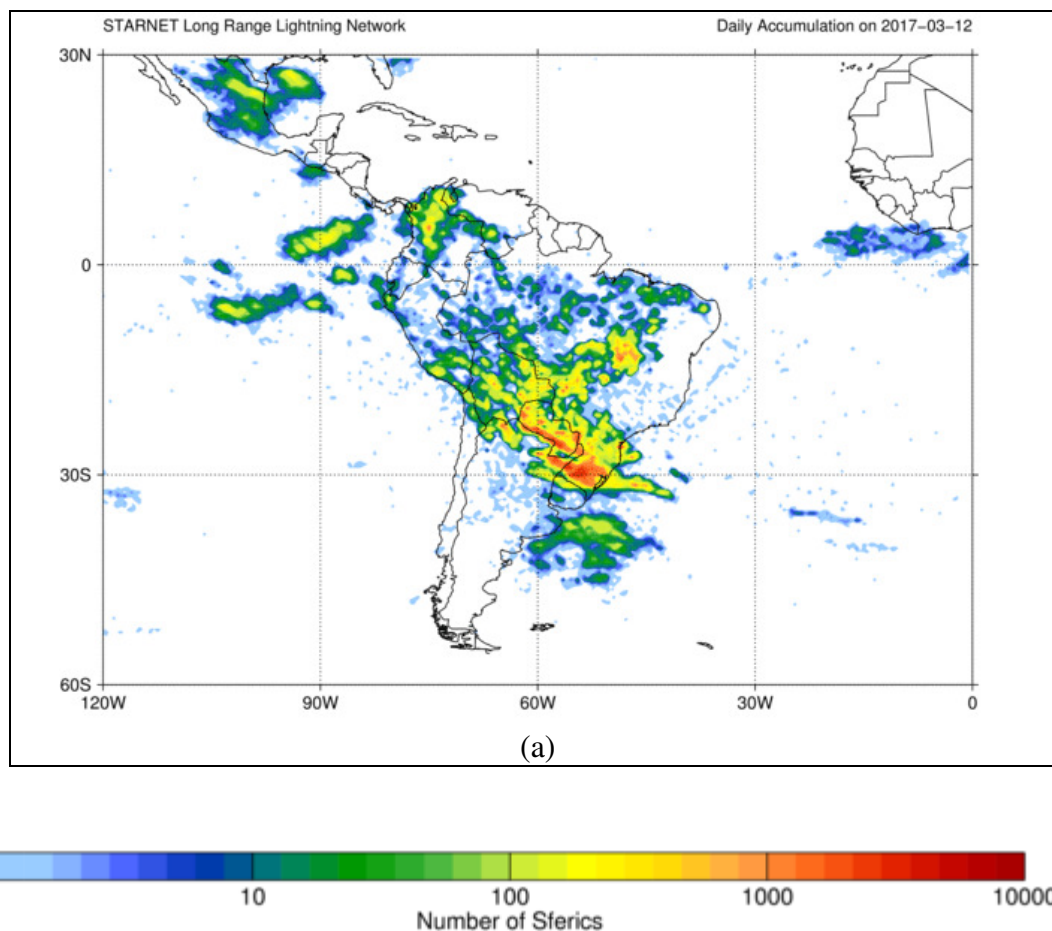 STARNET Long Range Lightning Network Daily Accumulation on 2017-03-12
30N
0
30S
60S
120W 90W 60W 30W 0
(a)
10 100 1000 10000
Number of Sferics